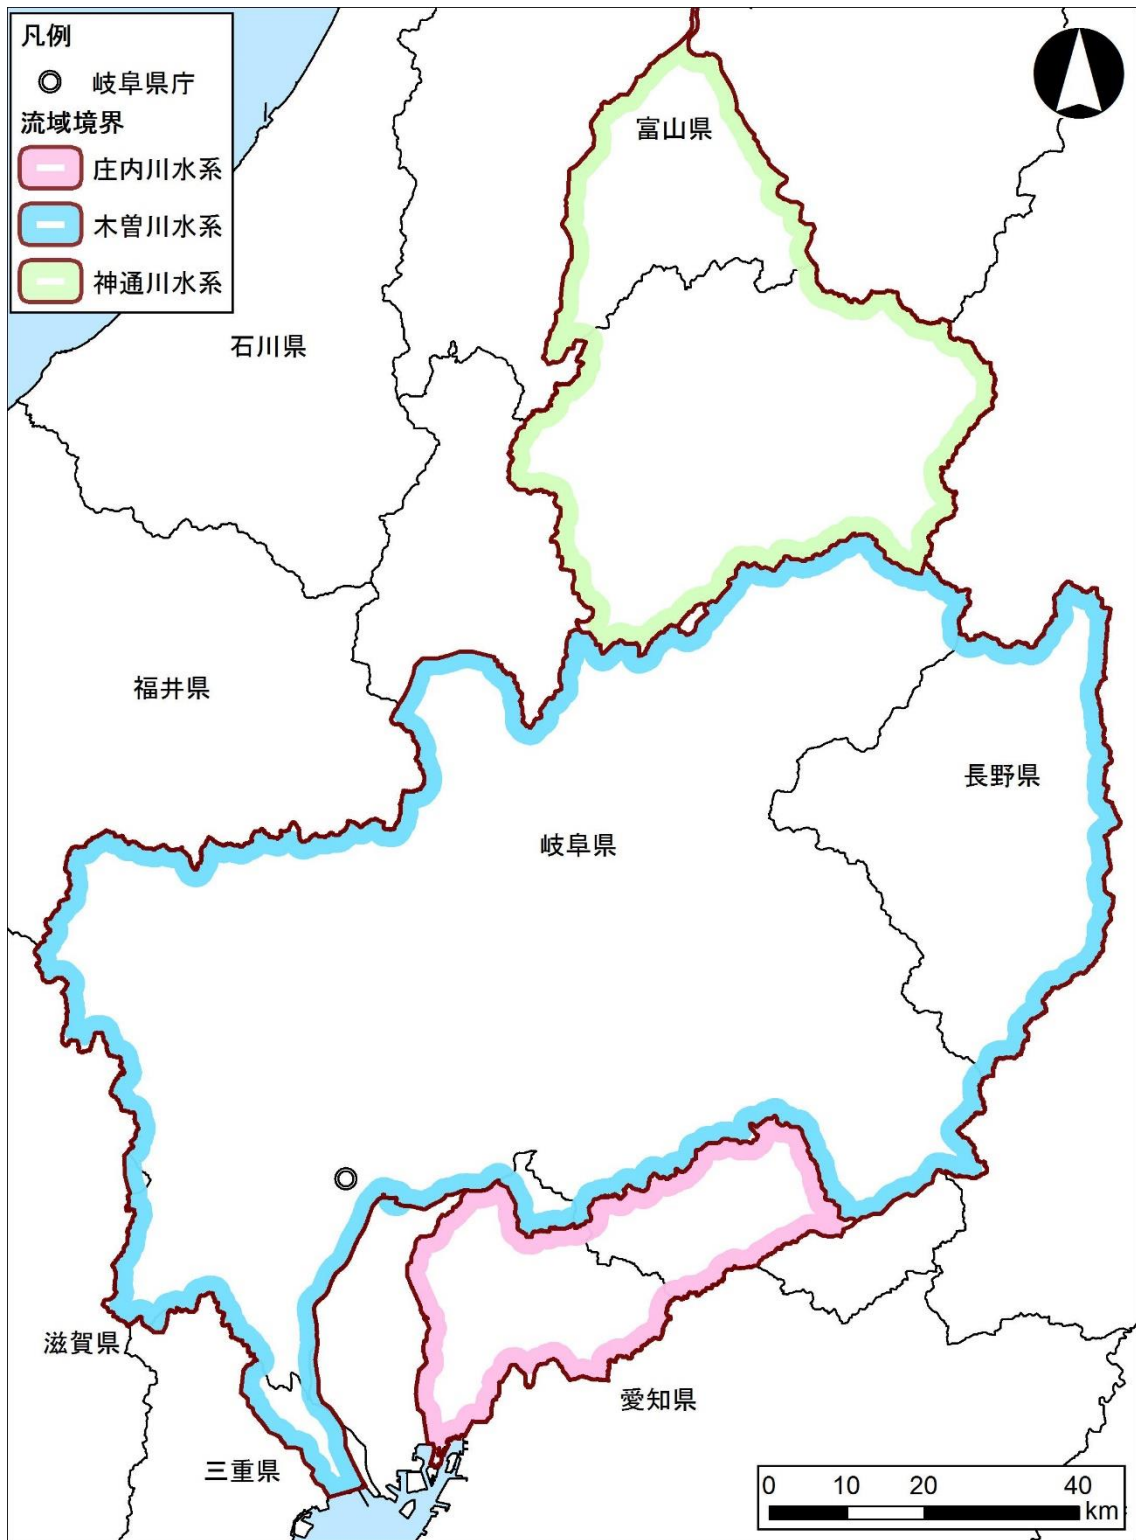 凡例
岐阜県庁
流域境界
庄内川水系
木曽川水系
神通川水系
富山県
石川県
福井県
長野県
岐阜県
滋賀県
愛知県
三重県
0 10 20 40
km